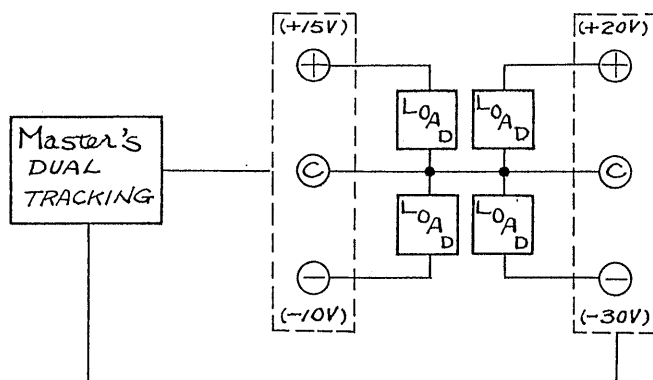 (+15V)
(+20V)
+
+
LOAD
LOAD
Master's
DUAL
TRACKING
C
C
LOAD
LOAD
−
−
(-10V)
(-30V)